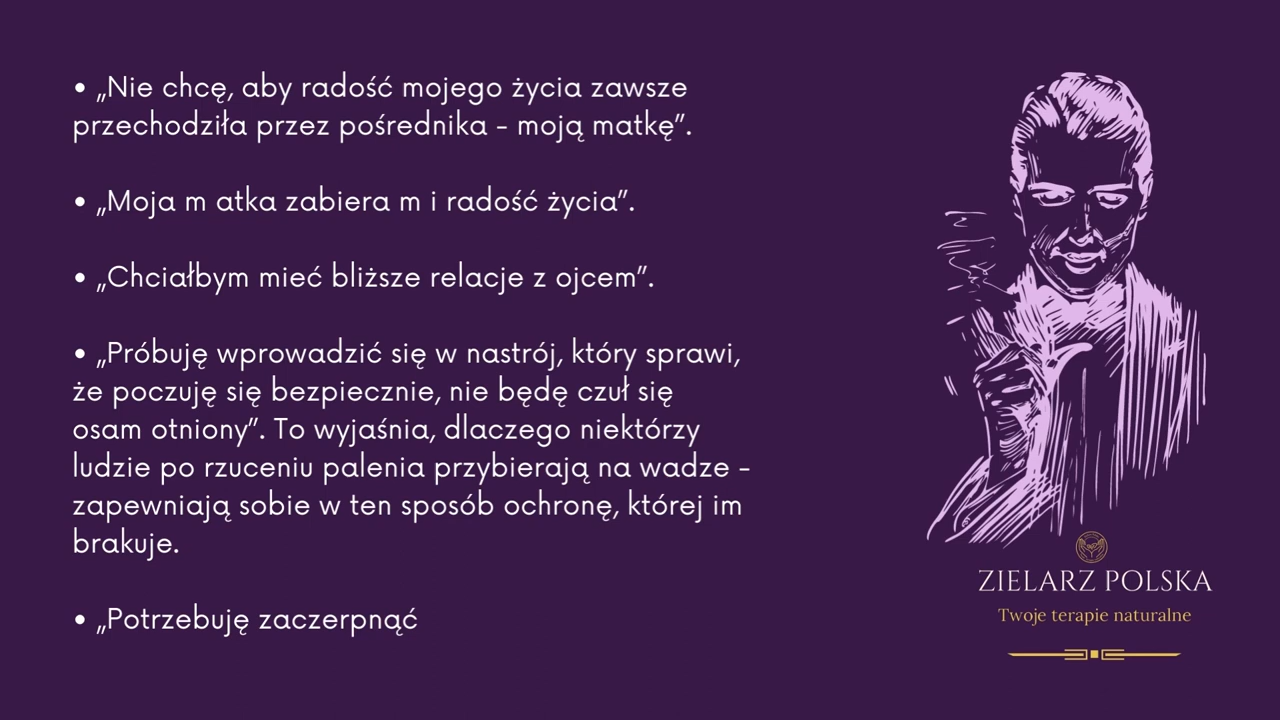 • „Nie chcę, aby radość mojego życia zawsze
przechodziła przez pośrednika - moją matkę”.
• „Moja m atka zabiera m i radość życia”.
• „Chciałbym mieć bliższe relacje z ojcem”.
• „Próbuję wprowadzić się w nastrój, który sprawi,
że poczuję się bezpiecznie, nie będę czuł się
osam otniony”. To wyjaśnia, dlaczego niektórzy
ludzie po rzuceniu palenia przybierają na wadze -
zapewniają sobie w ten sposób ochronę, której im
brakuje.
• „Potrzebuję zaczerpnąć
ZIELARZ POLSKA
Twoje terapie naturalne